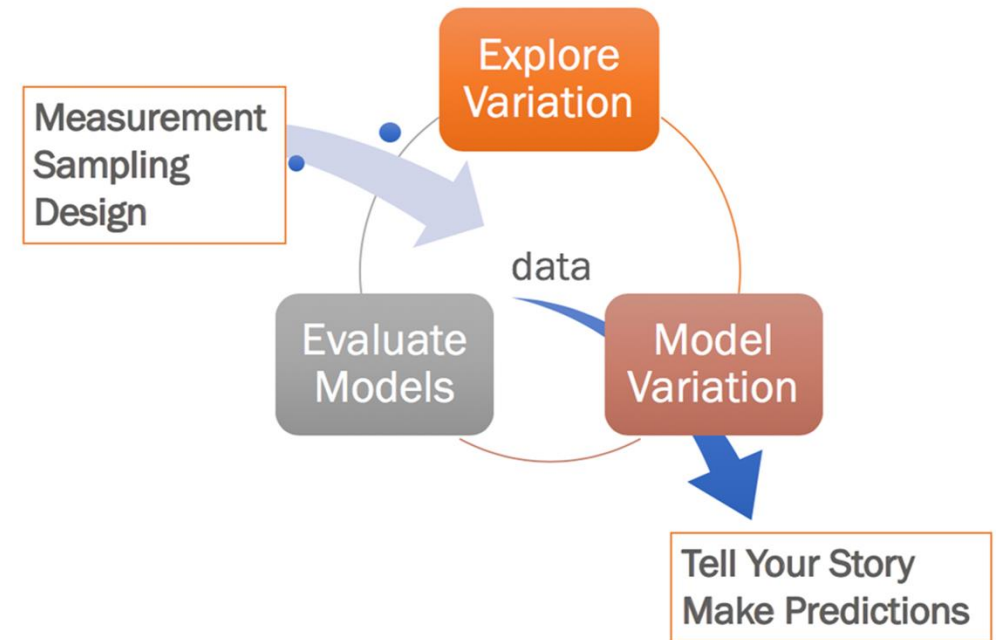 Explore
Variation
Measurement
Sampling
Design
data
Evaluate
Models
Model
Variation
Tell Your Story
Make Predictions